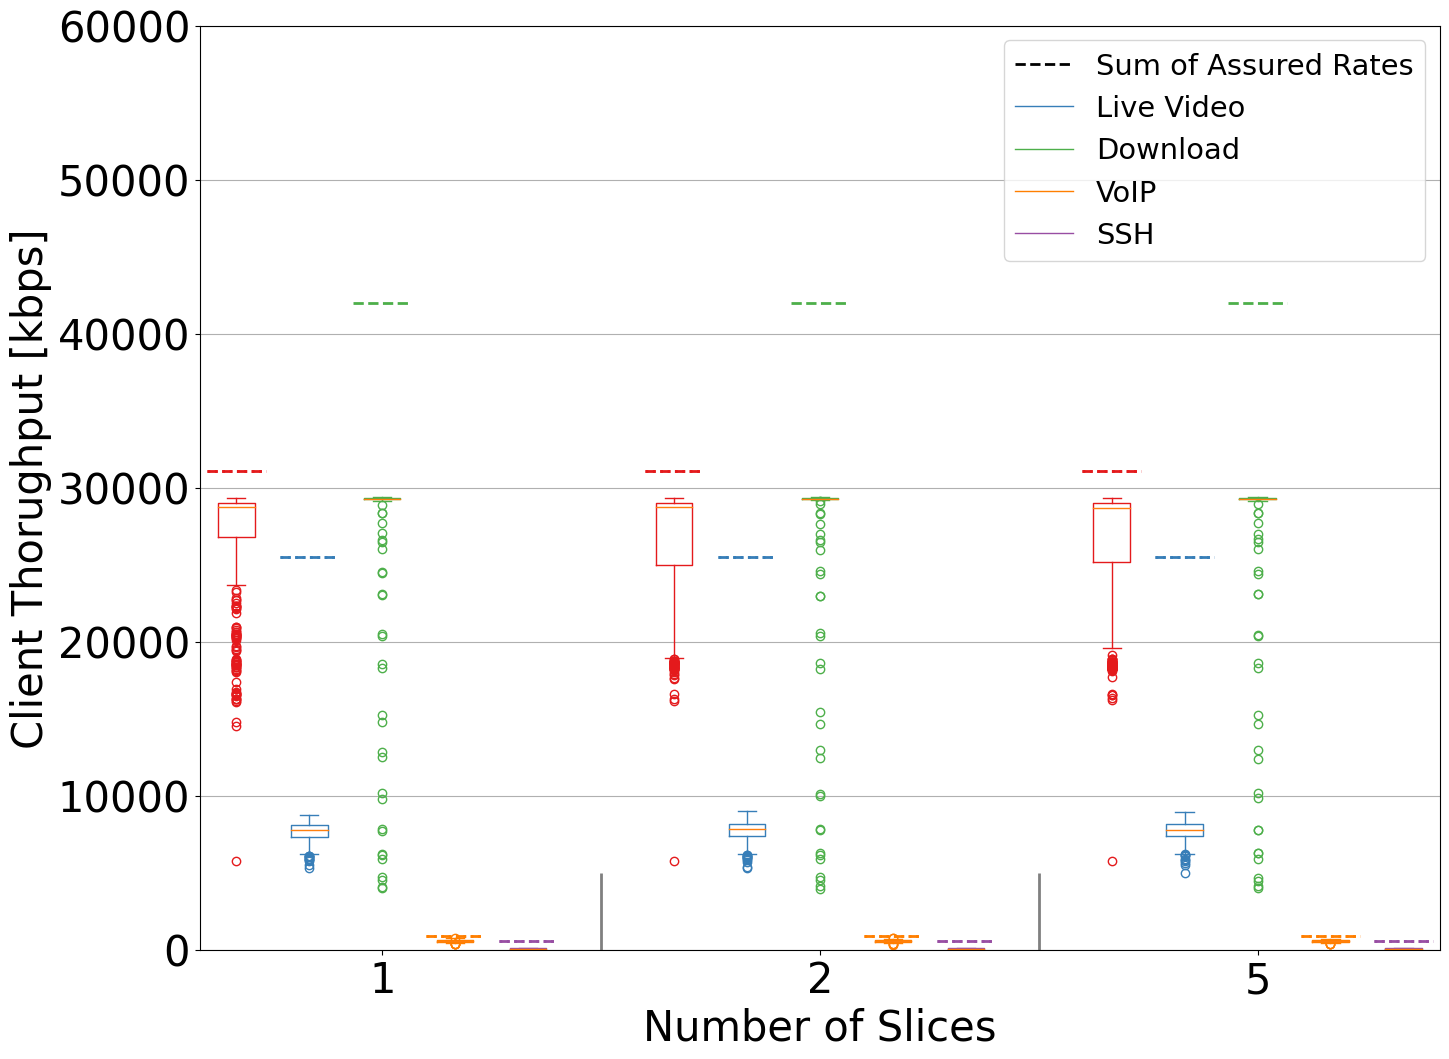 60000
50000
40000
30000
20000
10000
0
Client Thorughput [kbps]
Sum of Assured Rates
Live Video
Download
VoIP
SSH
1
2
5
Number of Slices